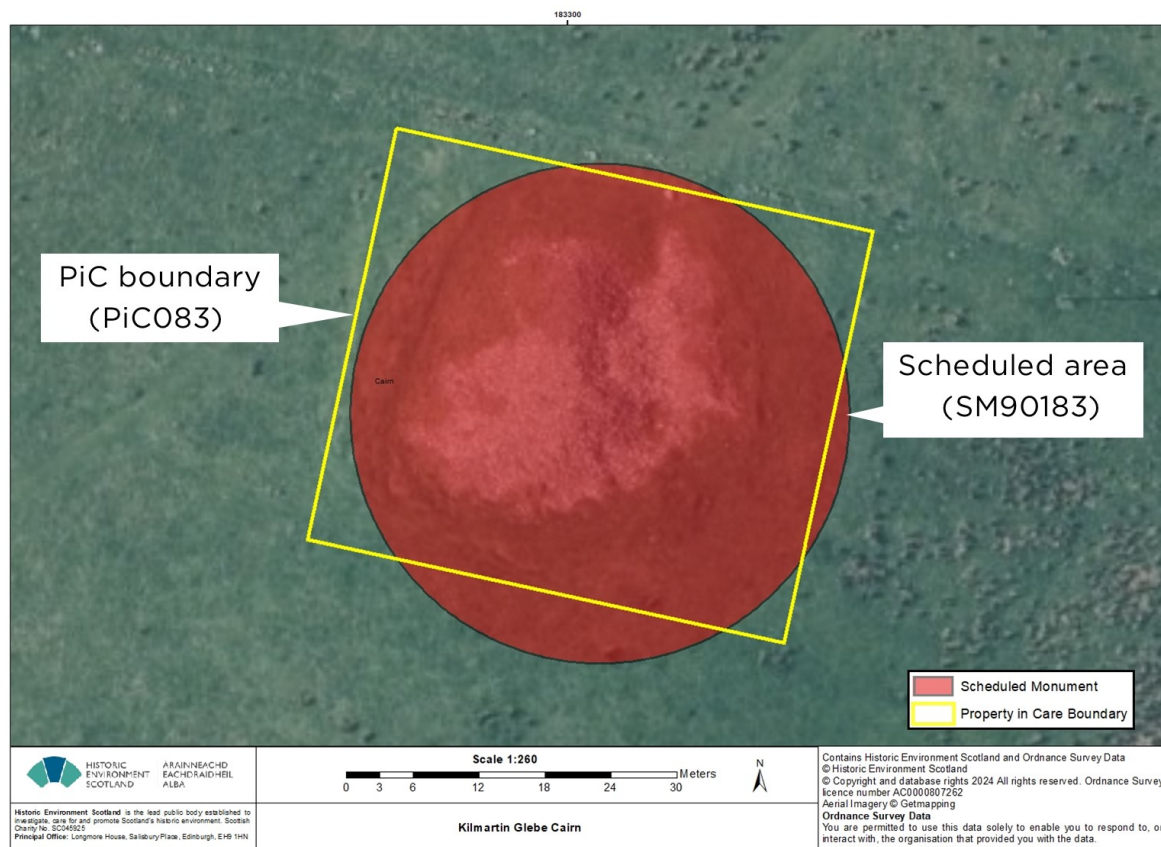 183300
PiC boundary
(PiC083)
Cairn
Scheduled area
(SM90183)
Scheduled Monument
Property in Care Boundary
HISTORIC
ENVIRONMENT
SCOTLAND
ÀRAINNEACHD
EACHDRAIDHEIL
ALBA
Historic Environment Scotland is the lead public body established to
investigate, care for and promote Scotland's historic environment. Scottish
Charity No. SC045925
Principal Office: Longmore House, Salisbury Place, Edinburgh, EH9 1HN
Scale 1:260
Meters
0 3 6 12 18 24 30
N
Kilmartin Glebe Cairn
Contains Historic Environment Scotland and Ordnance Survey Data
© Historic Environment Scotland
© Copyright and database rights 2024 All rights reserved. Ordnance Survey
licence number AC0000807262
Aerial Imagery © Getmapping
Ordnance Survey Data
You are permitted to use this data solely to enable you to respond to, or
interact with, the organisation that provided you with the data.